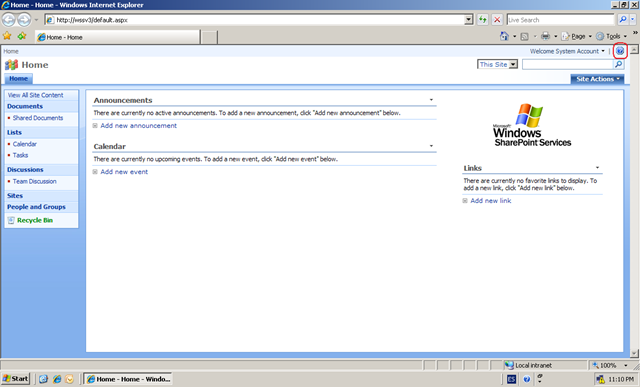 Home - Home - Windows Internet Explorer
http://wssv3/default.aspx
Live Search
Home - Home
Page
Tools
Home
Welcome System Account
Home
This Site
Home
Site Actions
View All Site Content
Documents
Shared Documents
Lists
Calendar
Tasks
Discussions
Team Discussion
Sites
People and Groups
Recycle Bin
Announcements
There are currently no active announcements. To add a new announcement, click "Add new announcement" below.
Add new announcement
Calendar
There are currently no upcoming events. To add a new event, click "Add new event" below.
Add new event
Microsoft
Windows
SharePoint Services
Links
There are currently no favorite links to display. To
add a new link, click "Add new link" below.
Add new link
Local intranet
100%
Start
Home - Home - Windo...
ES
11:10 PM